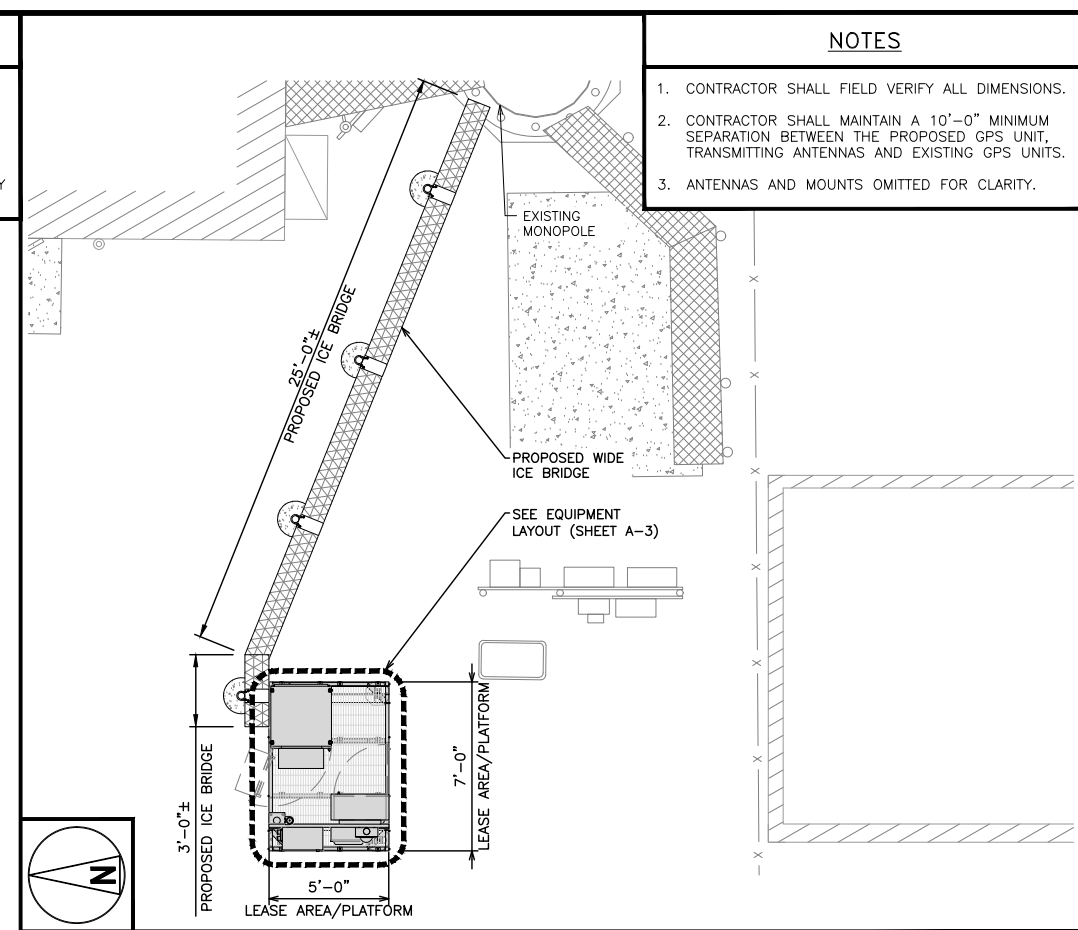 NOTES
1. CONTRACTOR SHALL FIELD VERIFY ALL DIMENSIONS.
2. CONTRACTOR SHALL MAINTAIN A 10'-0" MINIMUM
SEPARATION BETWEEN THE PROPOSED GPS UNIT,
TRANSMITTING ANTENNAS AND EXISTING GPS UNITS.
3. ANTENNAS AND MOUNTS OMITTED FOR CLARITY.
Y
EXISTING
MONOPOLE
25'-0"±
PROPOSED ICE BRIDGE
PROPOSED WIDE
ICE BRIDGE
SEE EQUIPMENT
LAYOUT (SHEET A-3)
X
X
X
X
X
X
X
7'-0"
LEASE AREA/PLATFORM
3'-0"±
PROPOSED ICE BRIDGE
5'-0"
LEASE AREA/PLATFORM
N